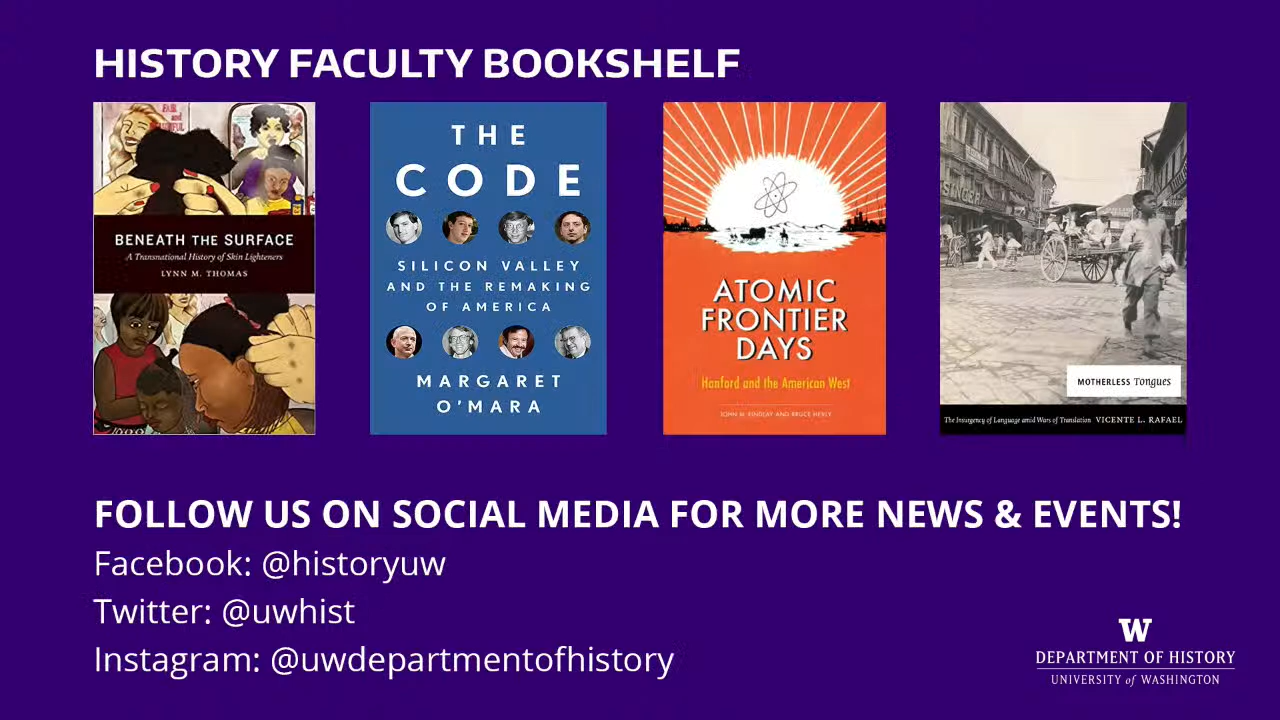 HISTORY FACULTY BOOKSHELF
BENEATH THE SURFACE
A Transnational History of Skin Lighteners
LYNN M. THOMAS
THE
CODE
SILICON VALLEY
AND THE REMAKING
OF AMERICA
MARGARET
O'MARA
ATOMIC
FRONTIER
DAYS
Hanford and the American West
JOHN M. FINDLAY AND BRUCE HEVLY
SINGER
MOTHERLESS Tongues
The Insurgency of Language amid Wars of Translation VICENTE L. RAFAEL
FOLLOW US ON SOCIAL MEDIA FOR MORE NEWS & EVENTS!
Facebook: @historyuw
Twitter: @uwhist
Instagram: @uwdepartmentofhistory
W
DEPARTMENT OF HISTORY
UNIVERSITY of WASHINGTON